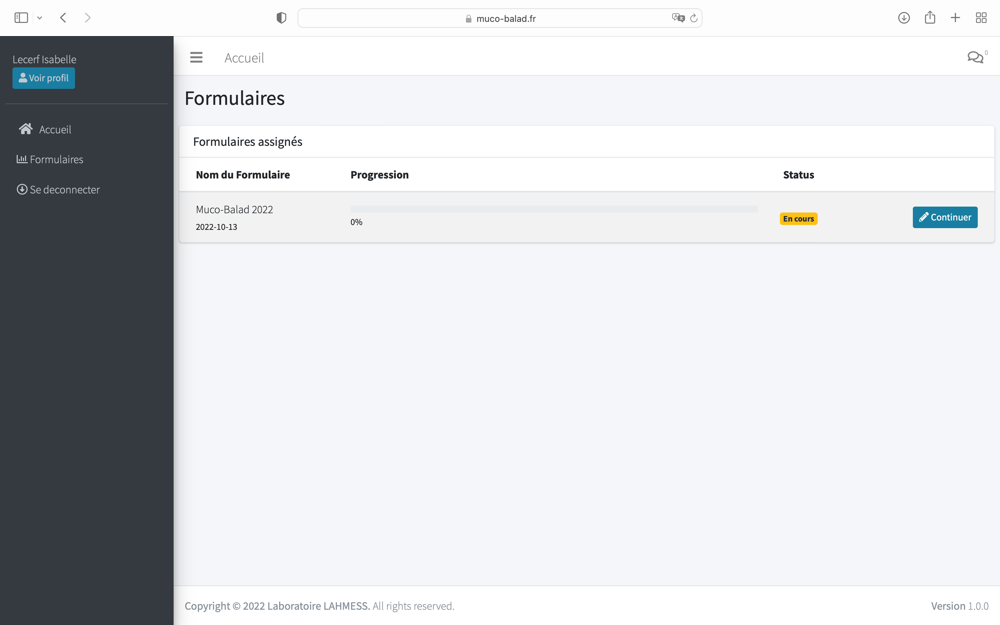 muco-balad.fr
Lecerf Isabelle
Voir profil
Accueil
Formulaires
Se deconnecter
Accueil
0
Formulaires
Formulaires assignés
Nom du Formulaire Progression Status
Muco-Balad 2022
2022-10-13
0%
En cours
Continuer
Copyright © 2022 Laboratoire LAHMESS. All rights reserved.
Version 1.0.0